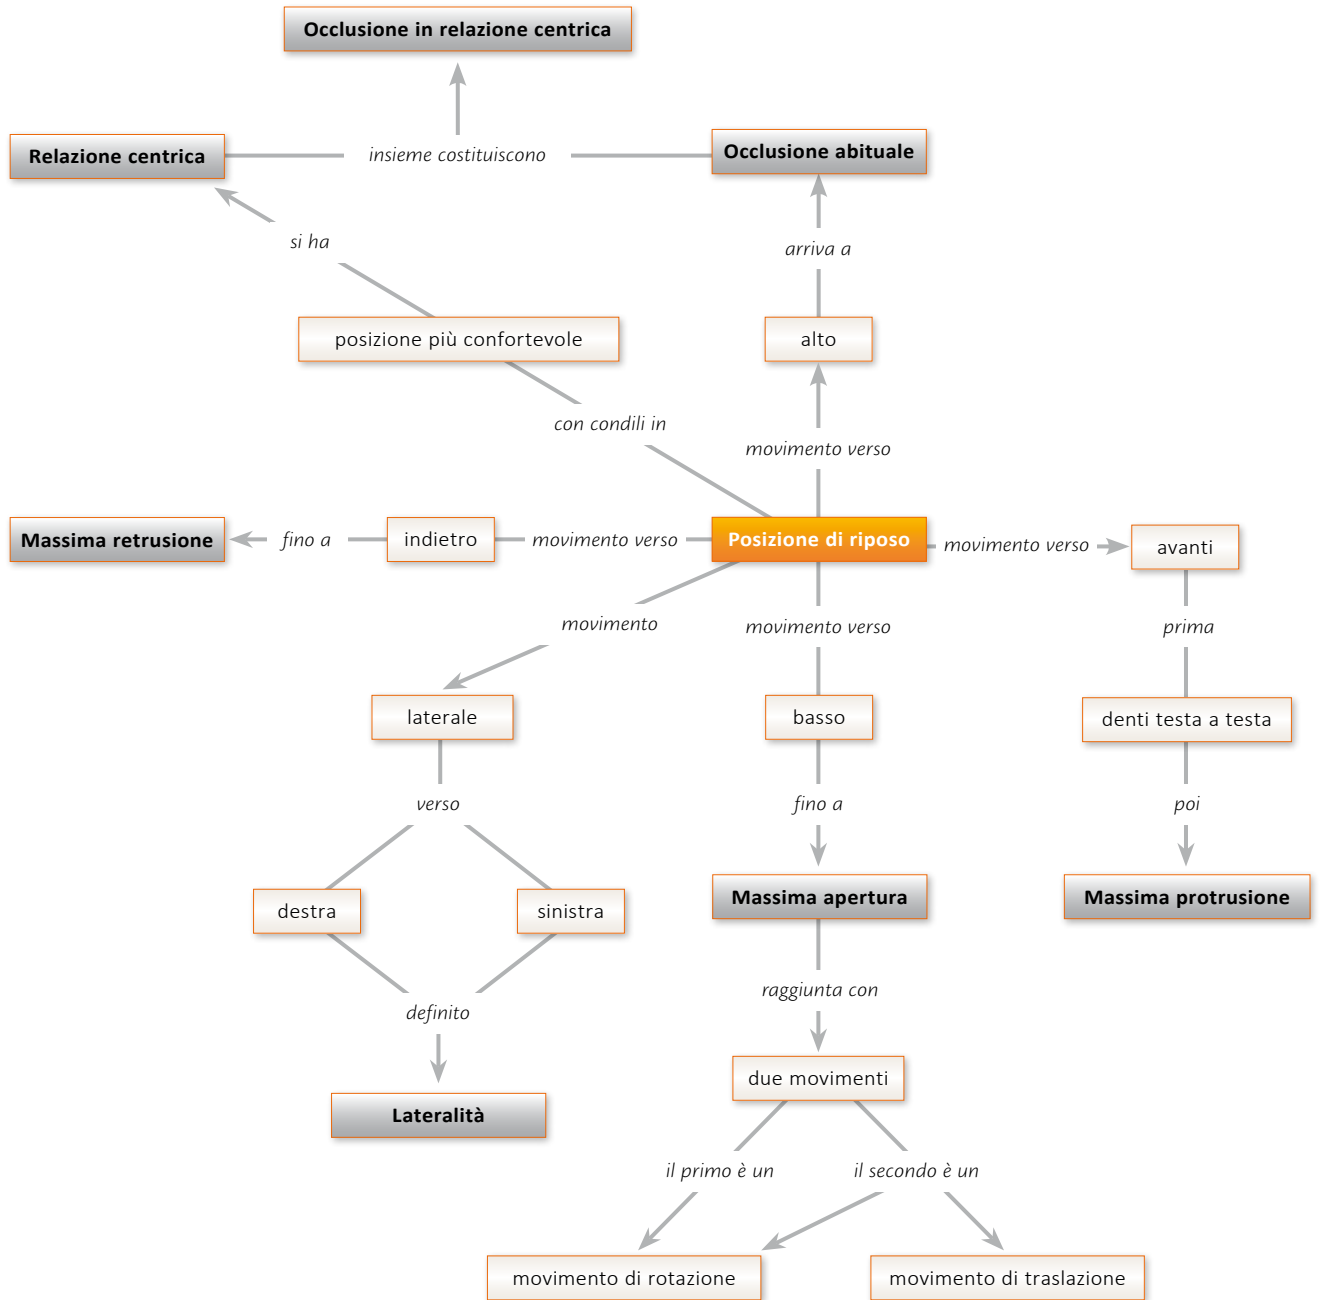 Occlusione in relazione centrica
Relazione centrica
insieme costituiscono
Occlusione abituale
si ha
arriva a
posizione più confortevole
alto
con condili in
movimento verso
Massima retrusione
fino a
indietro
movimento verso
Posizione di riposo
movimento verso
avanti
movimento
movimento verso
prima
laterale
basso
denti testa a testa
verso
fino a
poi
destra
sinistra
Massima apertura
Massima protrusione
raggiunta con
definito
due movimenti
Lateralità
il primo è un
il secondo è un
movimento di rotazione
movimento di traslazione